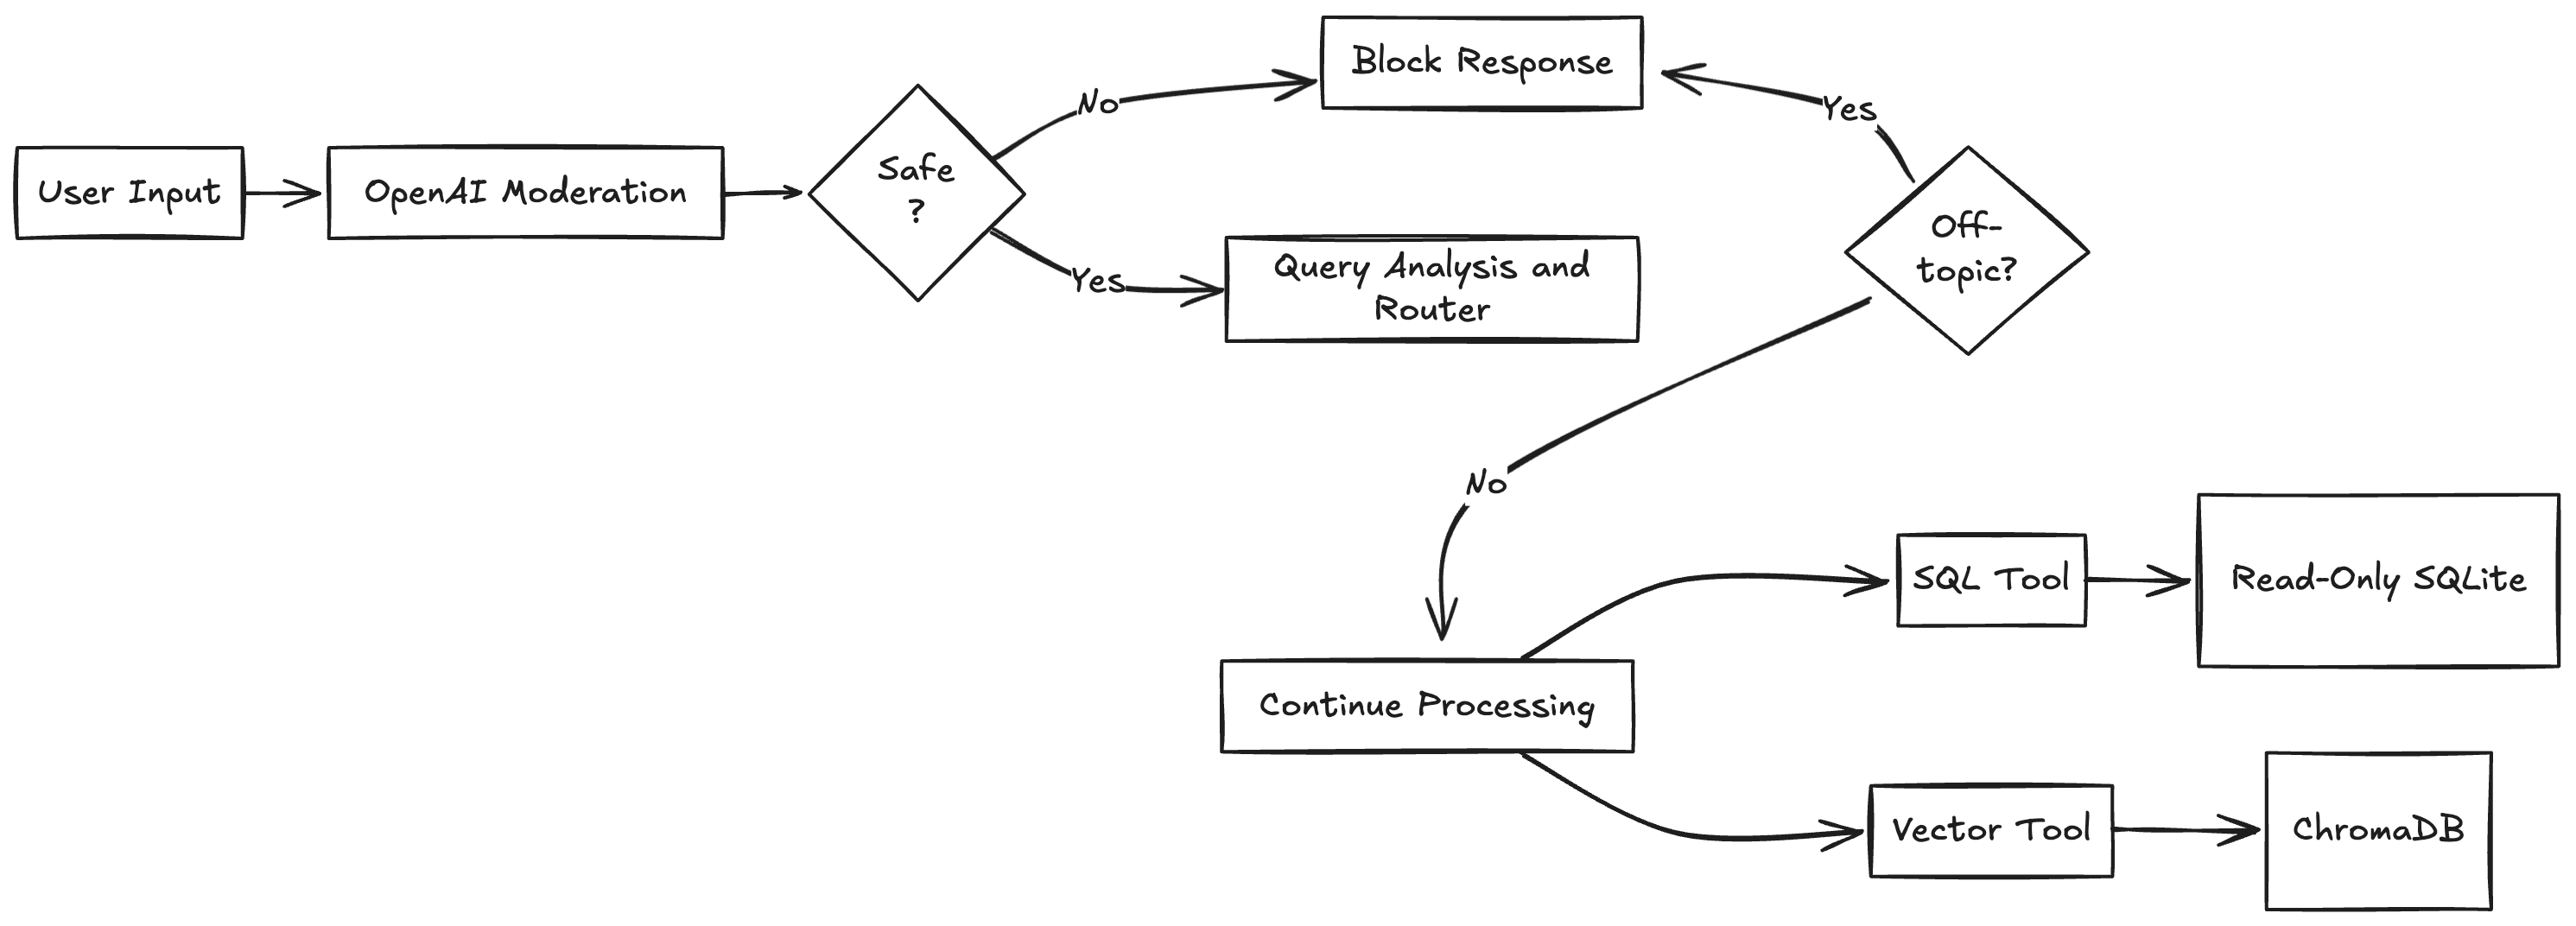 Block Response
No
Yes
Safe
?
User Input
OpenAI Moderation
Off-
topic?
Yes
Query Analysis and
Router
No
SQL Tool
Read-Only SQLite
Continue Processing
Vector Tool
ChromaDB